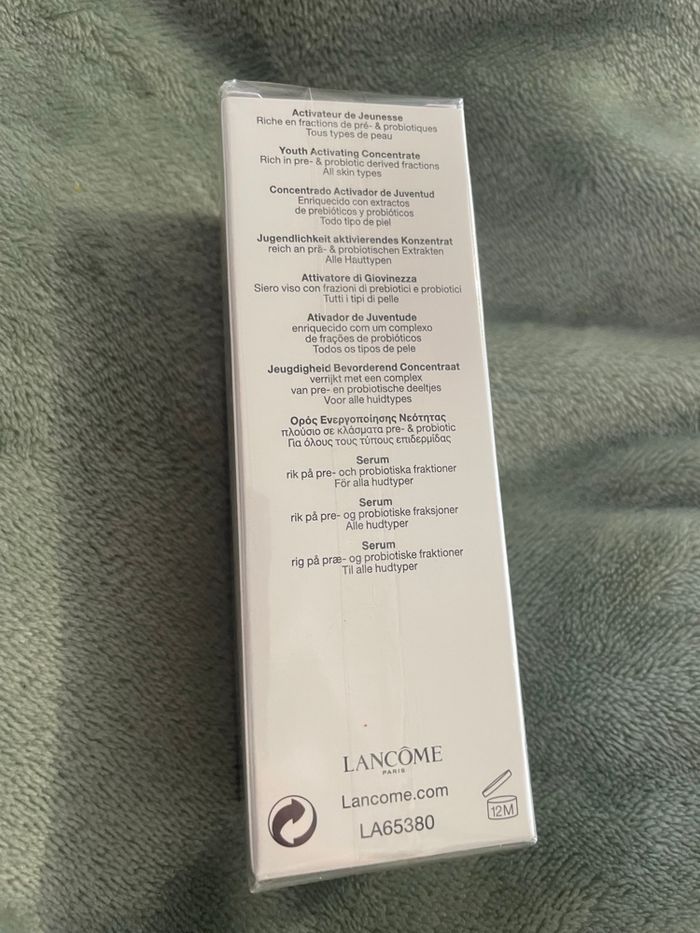 Activateur de Jeunesse
Riche en fractions de pré- & probiotiques
Tous types de peau
Youth Activating Concentrate
Rich in pre- & probiotic derived fractions
All skin types
Concentrado Activador de Juventud
Enriquecido con extractos
de prebióticos y probióticos
Todo tipo de piel
Jugendlichkeit aktivierendes Konzentrat
reich an prä- & probiotischen Extrakten
Alle Hauttypen
Attivatore di Giovinezza
Siero viso con frazioni di prebiotici e probiotici
Tutti i tipi di pelle
Ativador de Juventude
enriquecido com um complexo
de frações de probióticos
Todos os tipos de pele
Jeugdigheid Bevorderend Concentraat
verrijkt met een complex
van pre- en probiotische deeltjes
Voor alle huidtypes
Ορός Ενεργοποίησης Νεότητας
πλούσιο σε κλάσματα pre- & probiotic
Για όλους τους τύπους επιδερμίδας
Serum
rik på pre- och probiotiska fraktioner
För alla hudtyper
Serum
rik på pre- og probiotiske fraksjoner
Alle hudtyper
Serum
rig på præ- og probiotiske fraktioner
Til alle hudtyper
LANCÔME
PARIS
Lancome.com
LA65380
12M